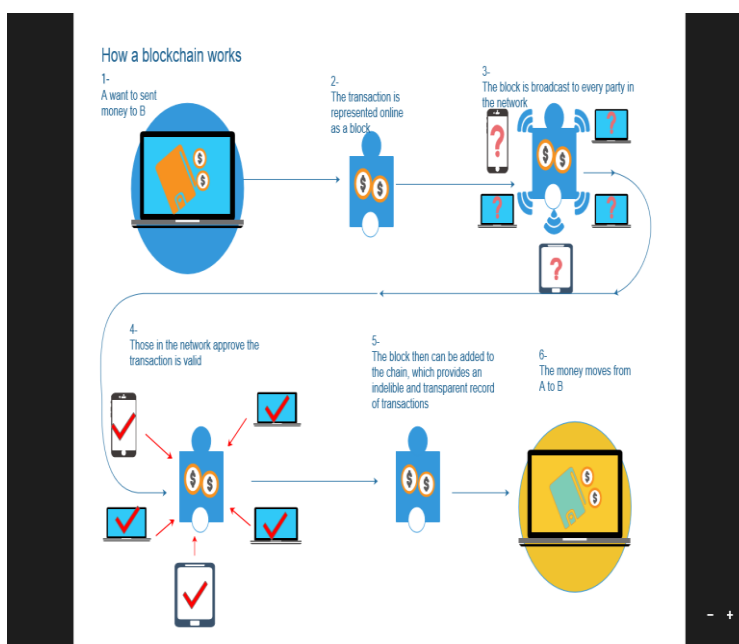 How a blockchain works
1-
A want to sent
money to B
2-
The transaction is
represented online
as a block
3-
The block is broadcast to every party in
the network
4-
Those in the network approve the
transaction is valid
5-
The block then can be added to
the chain, which provides an
indelible and transparent record
of transactions
6-
The money moves from
A to B